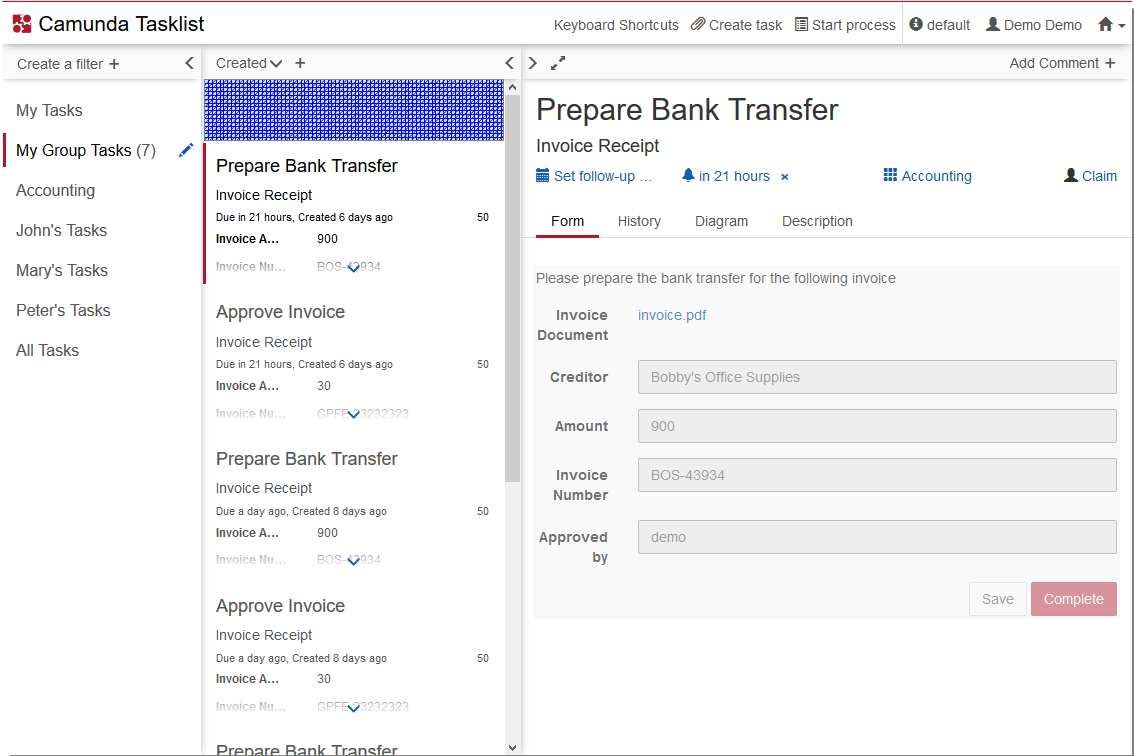 Camunda Tasklist
Keyboard Shortcuts Create task Start process default Demo Demo
Create a filter +
My Tasks
My Group Tasks (7)
Accounting
John's Tasks
Mary's Tasks
Peter's Tasks
All Tasks
Created +
Prepare Bank Transfer
Invoice Receipt
Due in 21 hours, Created 6 days ago 50
Invoice A... 900
Invoice Nu... BOS-43934
Approve Invoice
Invoice Receipt
Due in 21 hours, Created 6 days ago 50
Invoice A... 30
Invoice Nu... GPFE-23232323
Prepare Bank Transfer
Invoice Receipt
Due a day ago, Created 8 days ago 50
Invoice A... 900
Invoice Nu... BOS-43934
Approve Invoice
Invoice Receipt
Due a day ago, Created 8 days ago 50
Invoice A... 30
Invoice Nu... GPFE-23232323
Prepare Bank Transfer
Add Comment +
Prepare Bank Transfer
Invoice Receipt
Set follow-up ... in 21 hours × Accounting Claim
Form History Diagram Description
Please prepare the bank transfer for the following invoice
Invoice Document invoice.pdf
Creditor Bobby's Office Supplies
Amount 900
Invoice Number BOS-43934
Approved by demo
Save Complete